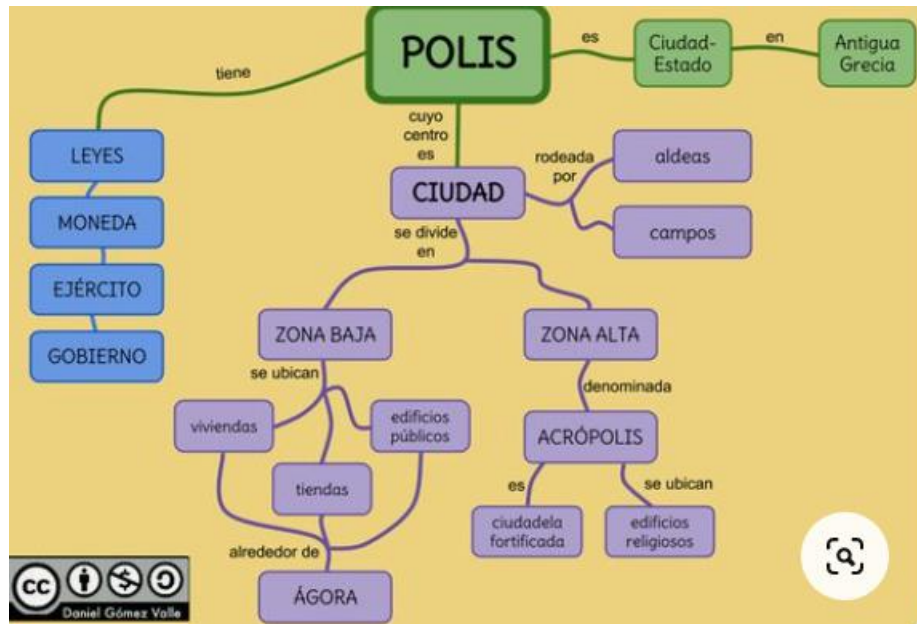 POLIS
es
Ciudad-
Estado
en
Antigua
Grecia
tiene
LEYES
MONEDA
EJÉRCITO
GOBIERNO
cuyo
centro
es
CIUDAD
rodeada
por
aldeas
campos
se divide
en
ZONA BAJA
se ubican
viviendas
tiendas
edificios
públicos
alrededor de
ÁGORA
ZONA ALTA
denominada
ACRÓPOLIS
es
ciudadela
fortificada
se ubican
edificios
religiosos
cc
Daniel Gómez Valle